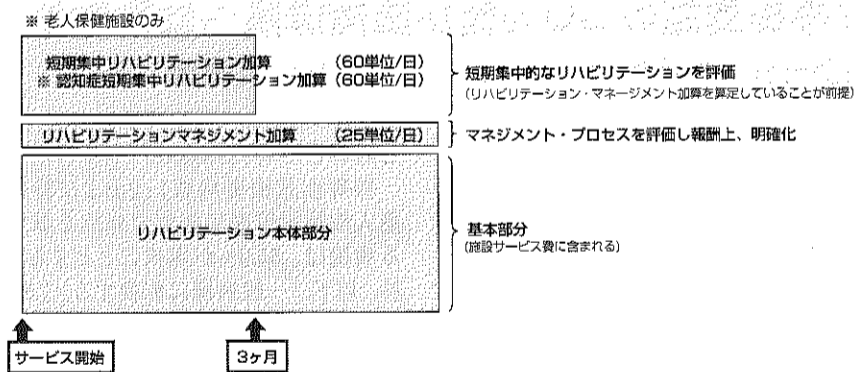 ※ 老人保健施設のみ
短期集中リハビリテーション加算 (60単位/日)
※ 認知症短期集中リハビリテーション加算 (60単位/日)
短期集中的なリハビリテーションを評価
(リハビリテーション・マネージメント加算を算定していることが前提)
リハビリテーションマネジメント加算 (25単位/日)
マネジメント・プロセスを評価し報酬上、明確化
リハビリテーション本体部分
基本部分
(施設サービス費に含まれる)
サービス開始
3ヶ月